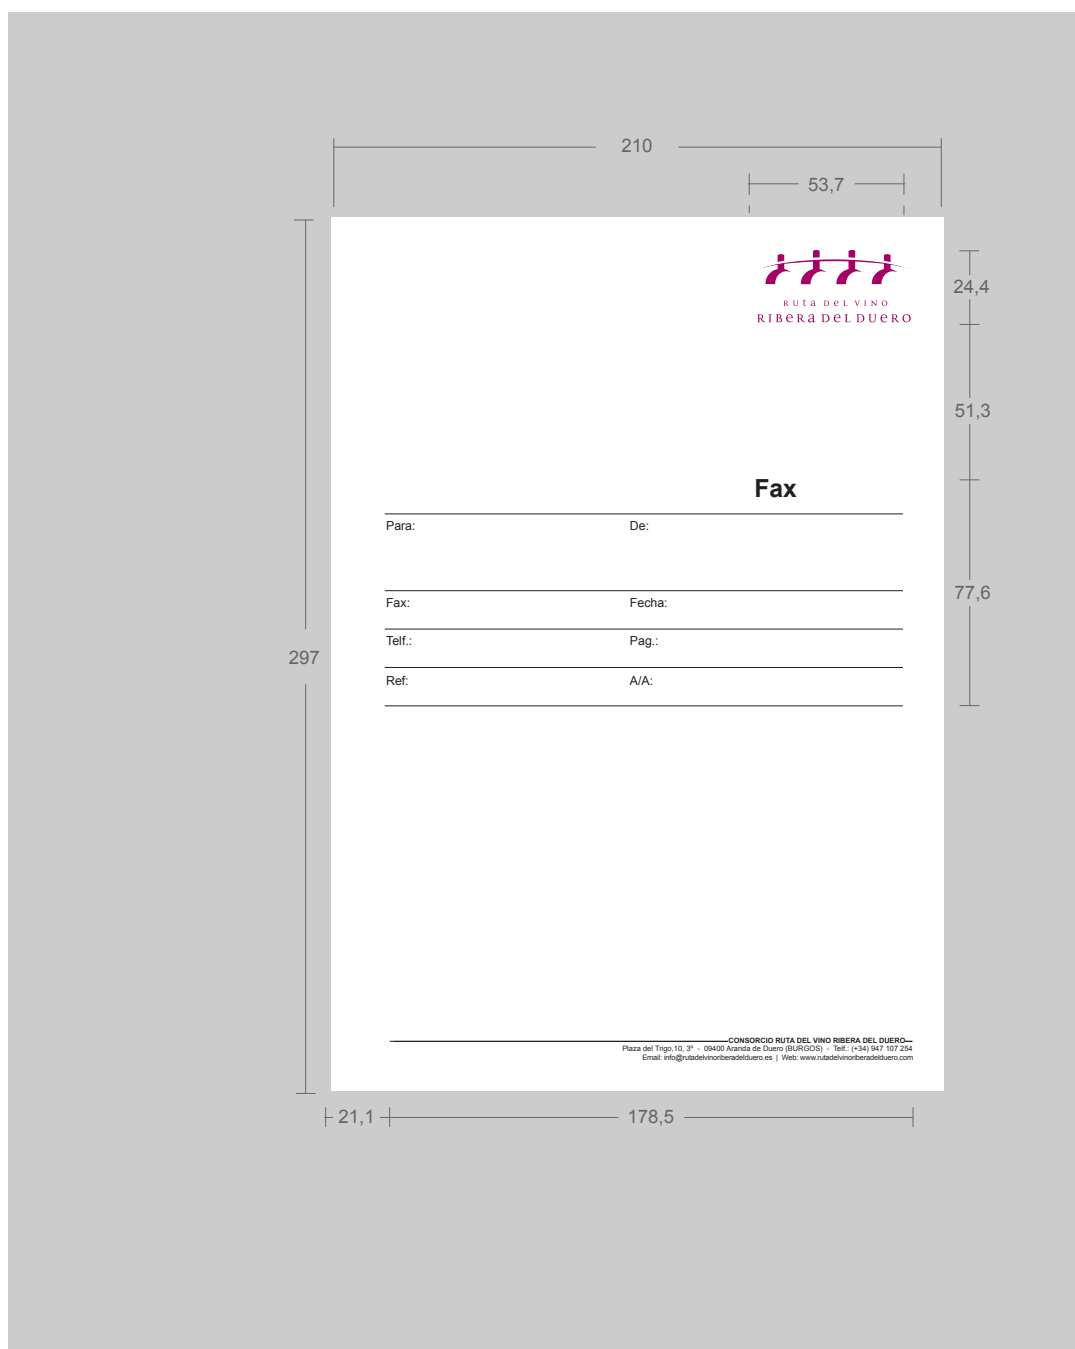 210
53,7
RUta DeL VINO
RIBeRa DeL DUeRO
24,4
51,3
Fax
Para: De:
77,6
Fax: Fecha:
Telf.: Pag.:
297
Ref: A/A:
CONSORCIO RUTA DEL VINO RIBERA DEL DUERO
Plaza del Trigo,10, 3º - 09400 Aranda de Duero (BURGOS) - Telf.: (+34) 947 107 254
Email: info@rutadelvinoriberadelduero.es | Web: www.rutadelvinoriberadelduero.com
21,1 178,5